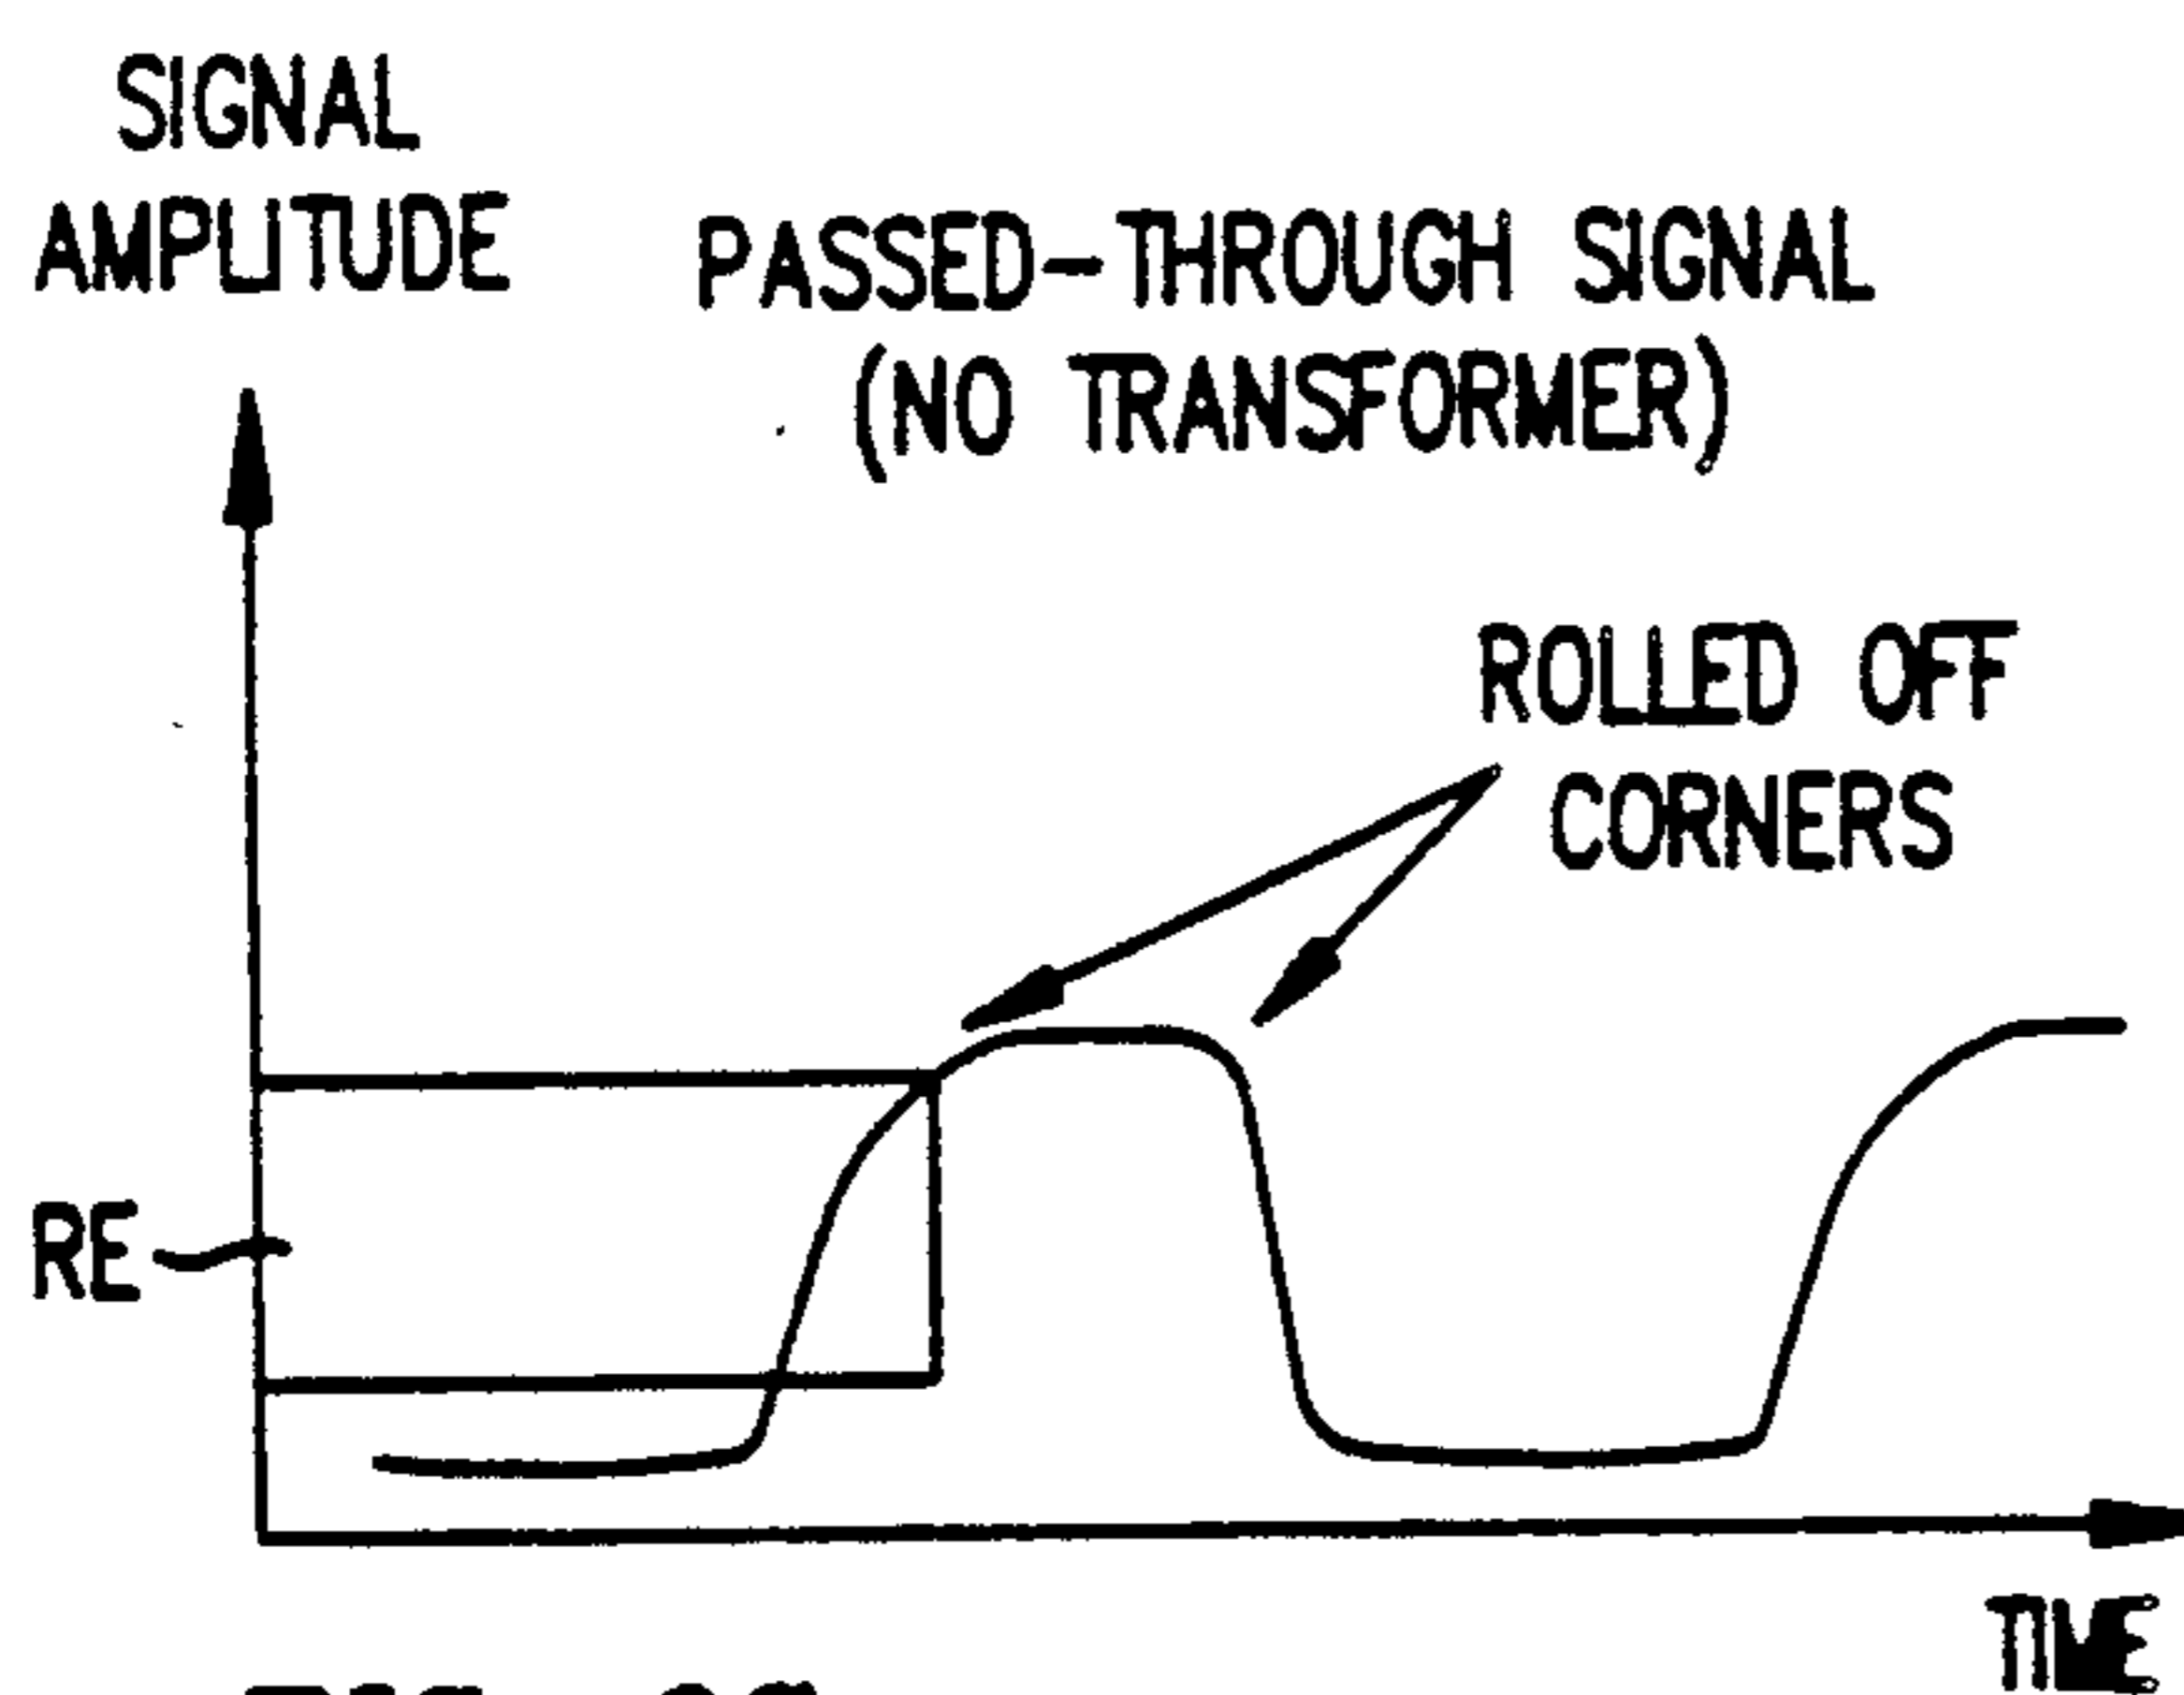 SIGNAL
AMPLITUDE
PASSED-THROUGH SIGNAL
(NO TRANSFORMER)
ROLLED OFF
CORNERS
RE
TIME